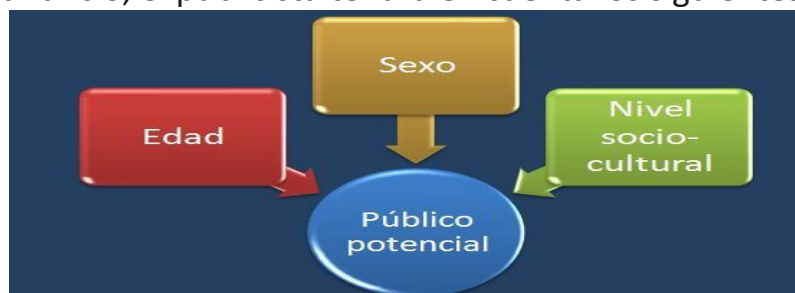 Sexo
Edad
Nivel
socio-
cultural
Público
potencial